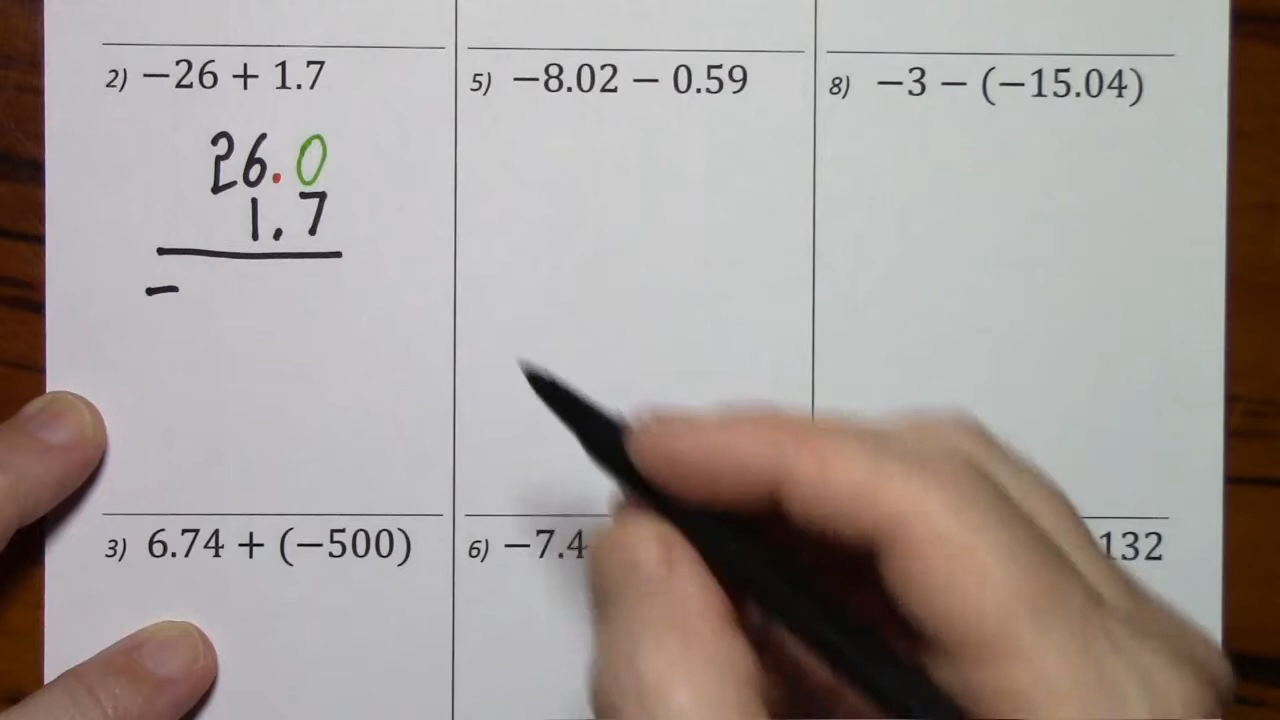 2) −26 + 1.7
26.0
1.7
−
5) −8.02 − 0.59
8) −3 − (−15.04)
3) 6.74 + (−500)
6) −7.4
132